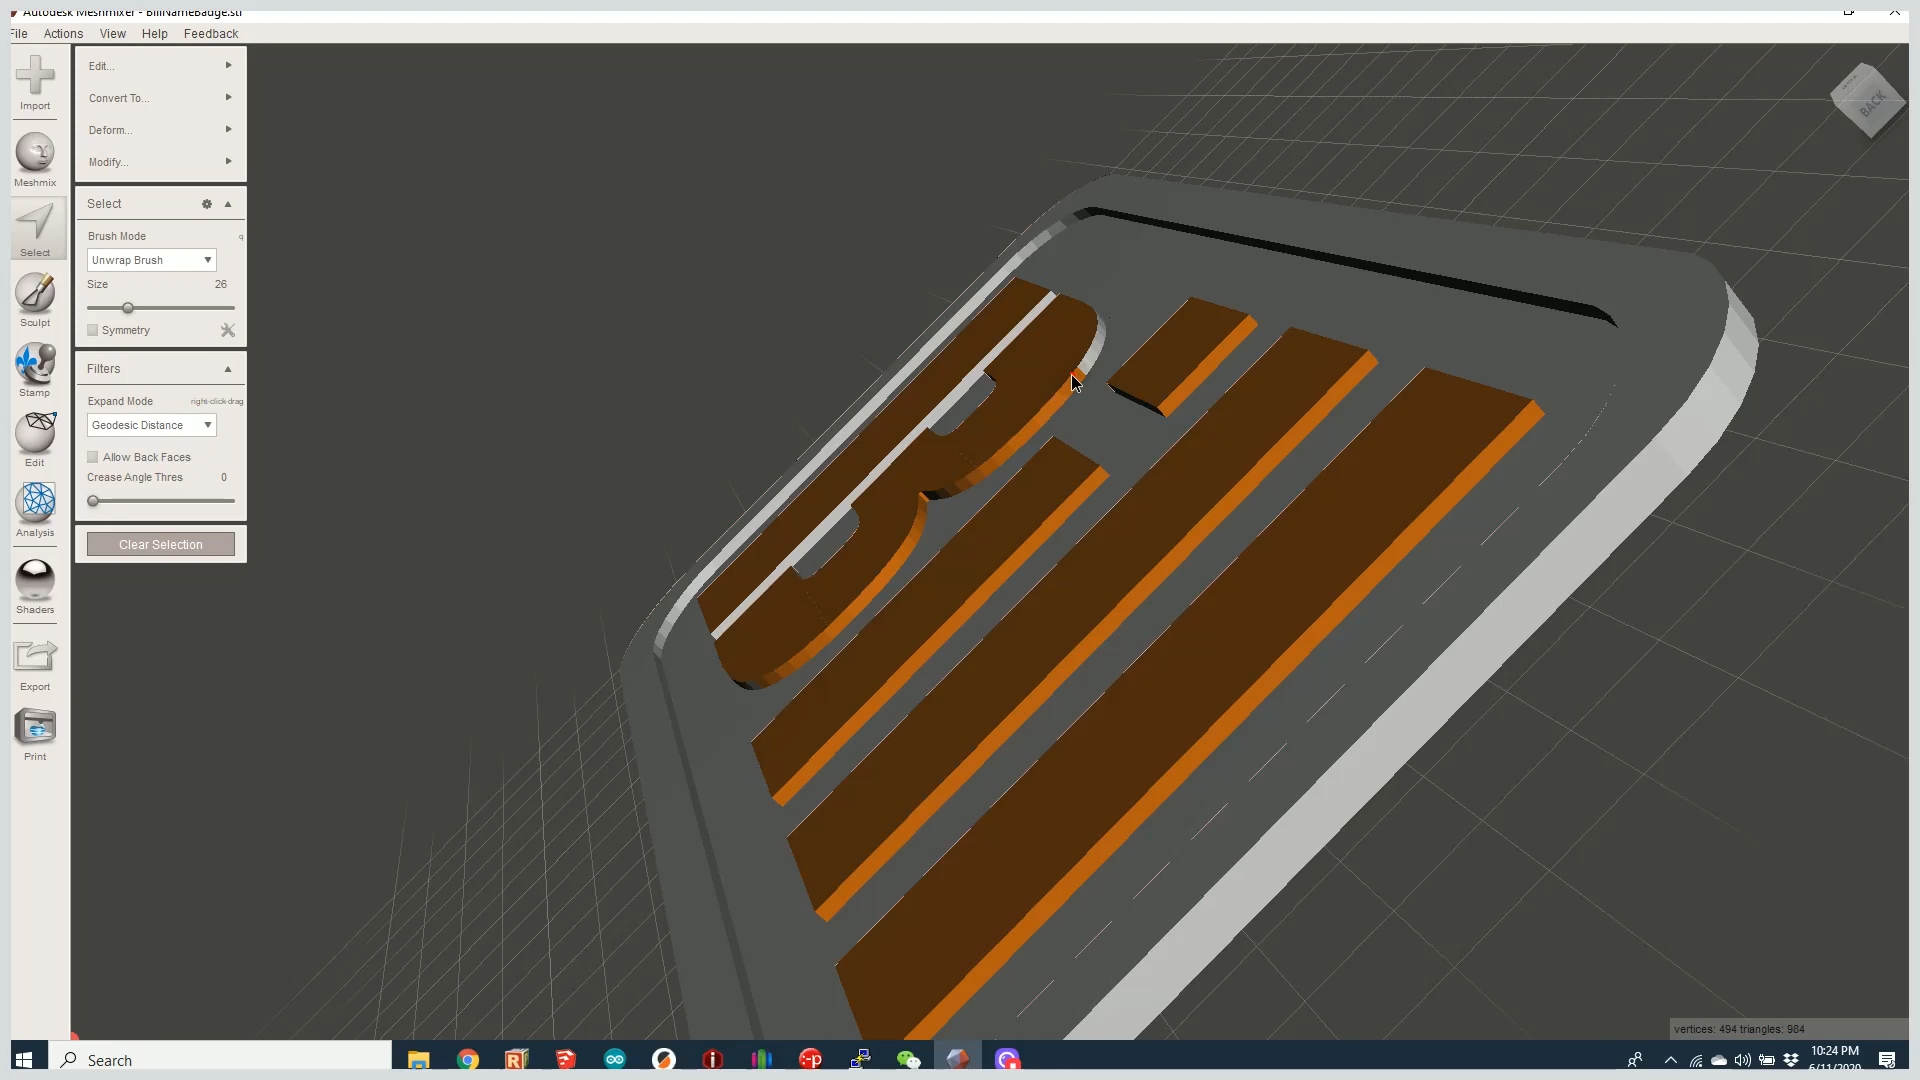 Autodesk Meshmixer - BillNameBadge.stl
File Actions View Help Feedback
Import
Meshmix
Select
Sculpt
Stamp
Edit
Analysis
Shaders
Export
Print
Edit...
Convert To...
Deform...
Modify...
Select
Brush Mode q
Unwrap Brush
Size 26
Symmetry
Filters
Expand Mode right-click-drag
Geodesic Distance
Allow Back Faces
Crease Angle Thres 0
Clear Selection
BACK
vertices: 494 triangles: 984
Search
10:24 PM
6/11/2020